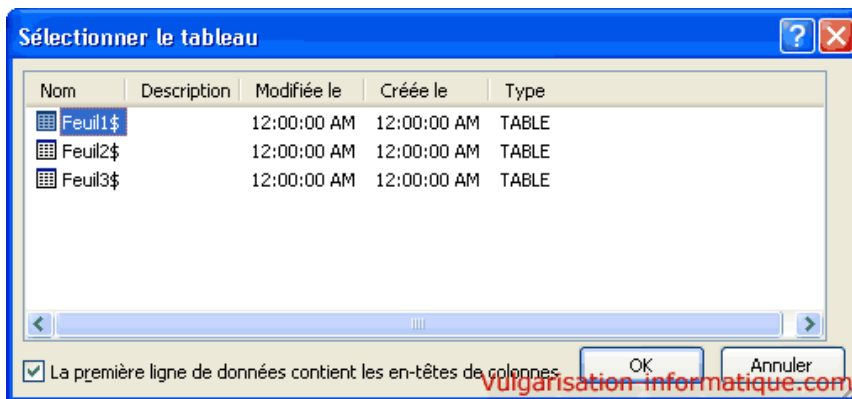 Sélectionner le tableau
Nom Description Modifiée le Créée le Type
Feuil1$ 12:00:00 AM 12:00:00 AM TABLE
Feuil2$ 12:00:00 AM 12:00:00 AM TABLE
Feuil3$ 12:00:00 AM 12:00:00 AM TABLE
La première ligne de données contient les en-têtes de colonnes OK Annuler
Vulgarisation-informatique.com